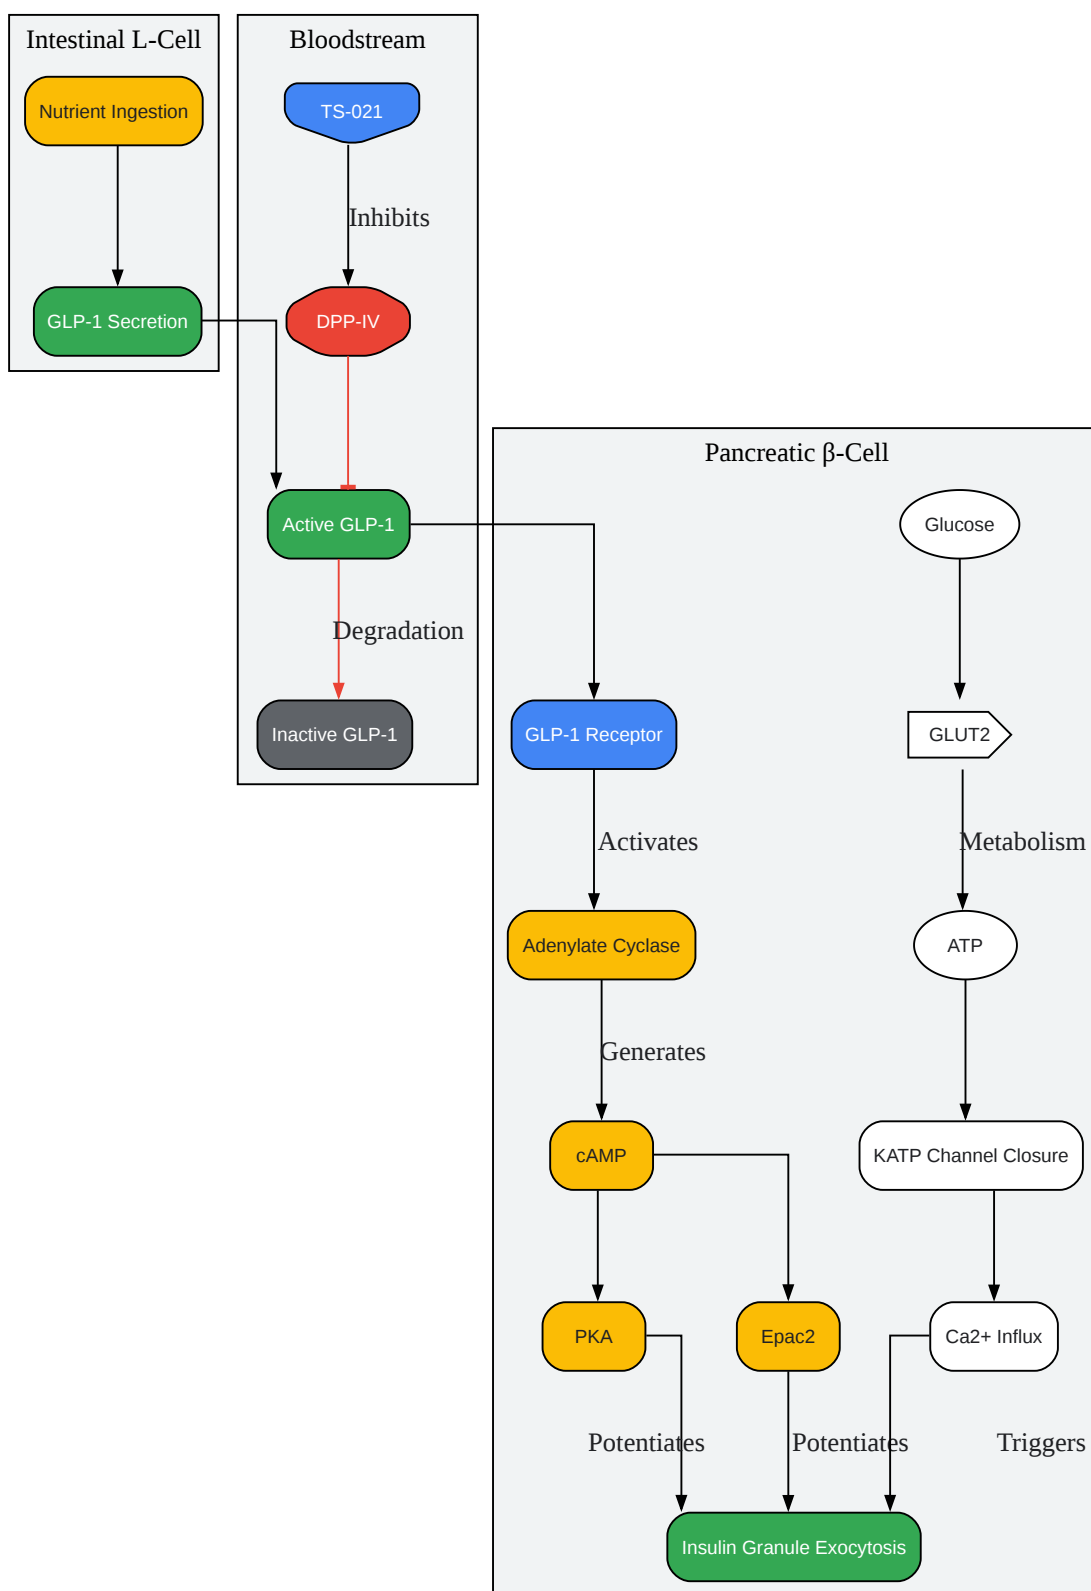 Intestinal L-Cell
Nutrient Ingestion
GLP-1 Secretion
Bloodstream
TS-021
Inhibits
DPP-IV
Active GLP-1
Degradation
Inactive GLP-1
Pancreatic β-Cell
Glucose
GLP-1 Receptor
GLUT2
Activates
Metabolism
Adenylate Cyclase
ATP
Generates
cAMP
KATP Channel Closure
PKA
Epac2
Ca2+ Influx
Potentiates
Potentiates
Triggers
Insulin Granule Exocytosis